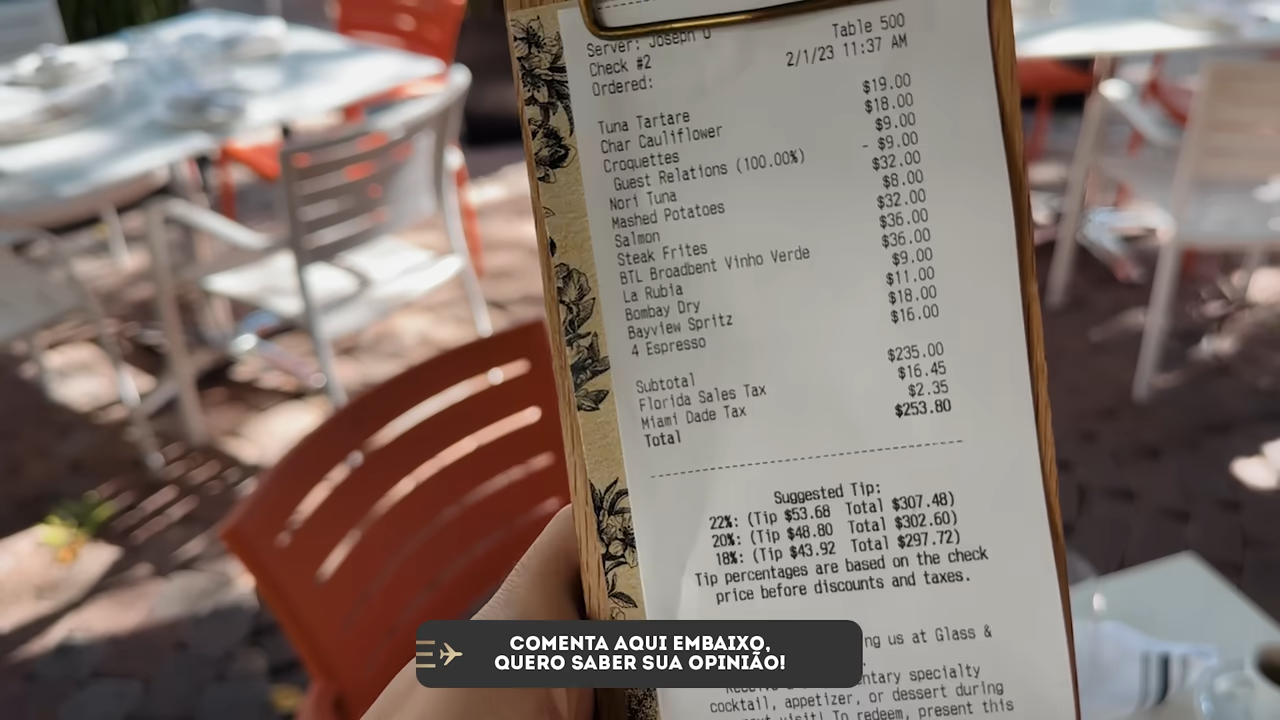 Server: Joseph U
Table 500
Check #2
2/1/23 11:37 AM
Ordered:
Tuna Tartare $19.00
Char Cauliflower $18.00
Croquettes $9.00
Guest Relations (100.00%) - $9.00
Nori Tuna $32.00
Mashed Potatoes $8.00
Salmon $32.00
Steak Frites $36.00
BTL Broadbent Vinho Verde $36.00
La Rubia $9.00
Bombay Dry $11.00
Bayview Spritz $18.00
4 Espresso $16.00
Subtotal $235.00
Florida Sales Tax $16.45
Miami Dade Tax $2.35
Total $253.80
Suggested Tip:
22%: (Tip $53.68 Total $307.48)
20%: (Tip $48.80 Total $302.60)
18%: (Tip $43.92 Total $297.72)
Tip percentages are based on the check
price before discounts and taxes.
ng us at Glass &
COMENTA AQUI EMBAIXO,
QUERO SABER SUA OPINIÃO!
entary specialty
cocktail, appetizer, or dessert during
visit! To redeem, present this